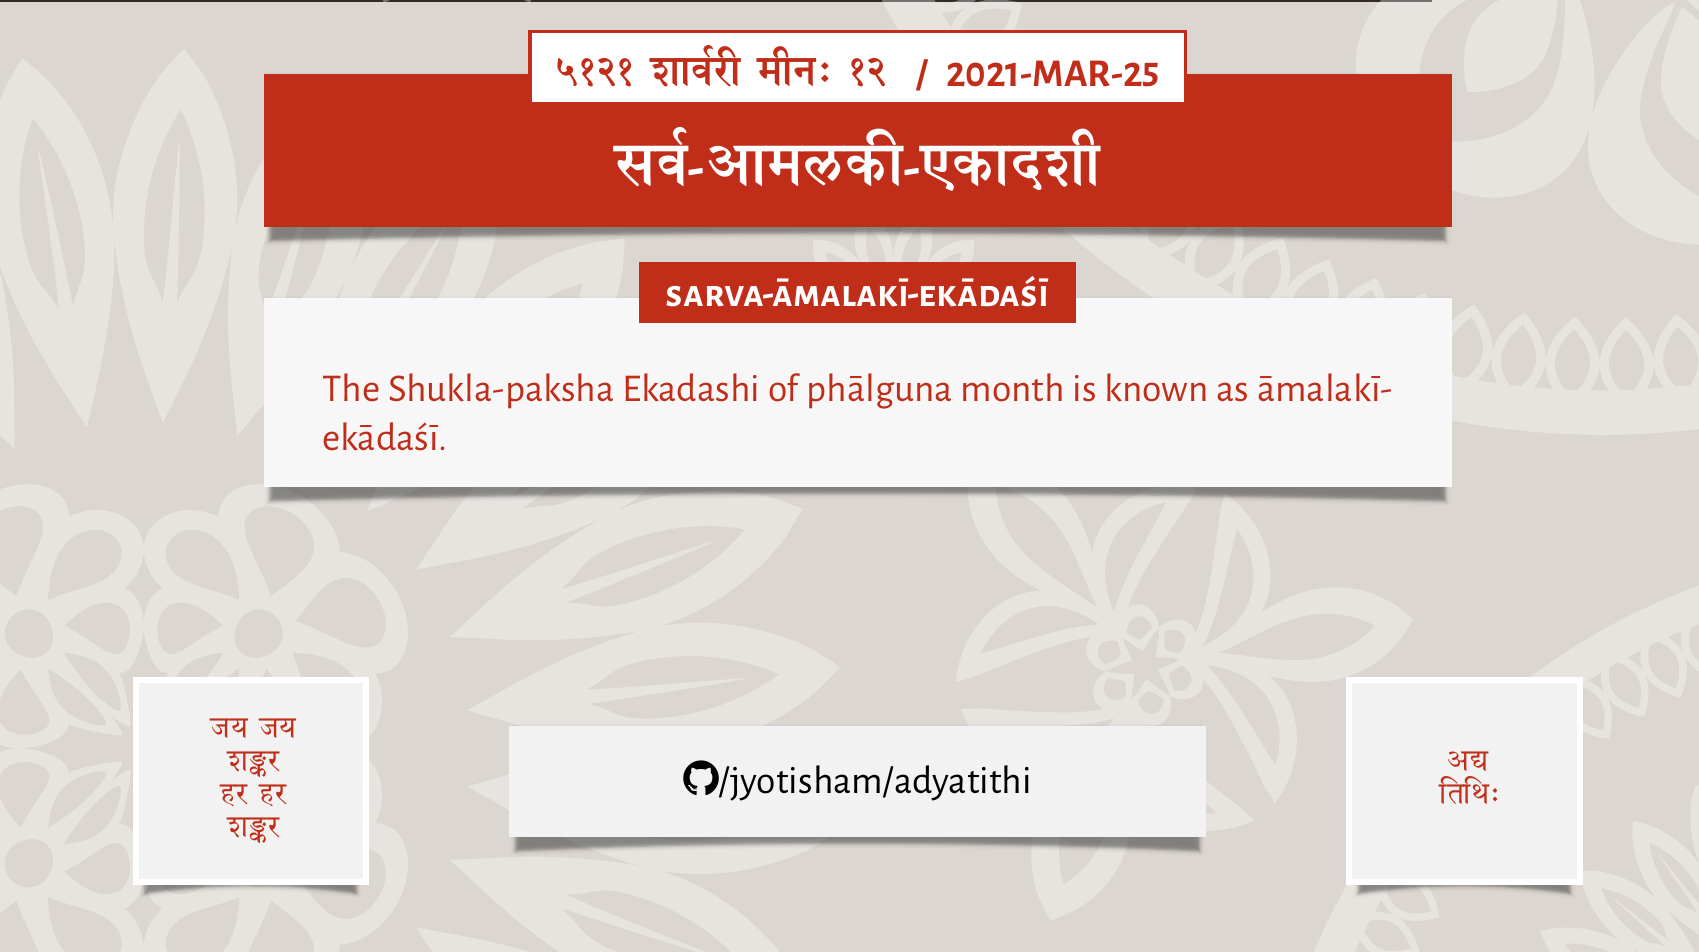 ५१२१ शार्वरी मीनः १२ / 2021-MAR-25
सर्व-आमलकी-एकादशी
SARVA-ĀMALAKĪ-EKĀDAŚĪ
The Shukla-paksha Ekadashi of phālguna month is known as āmalakī-
ekādaśī.
जय जय
शङ्कर
हर हर
शङ्कर
/jyotisham/adyatithi
अद्य
तिथिः